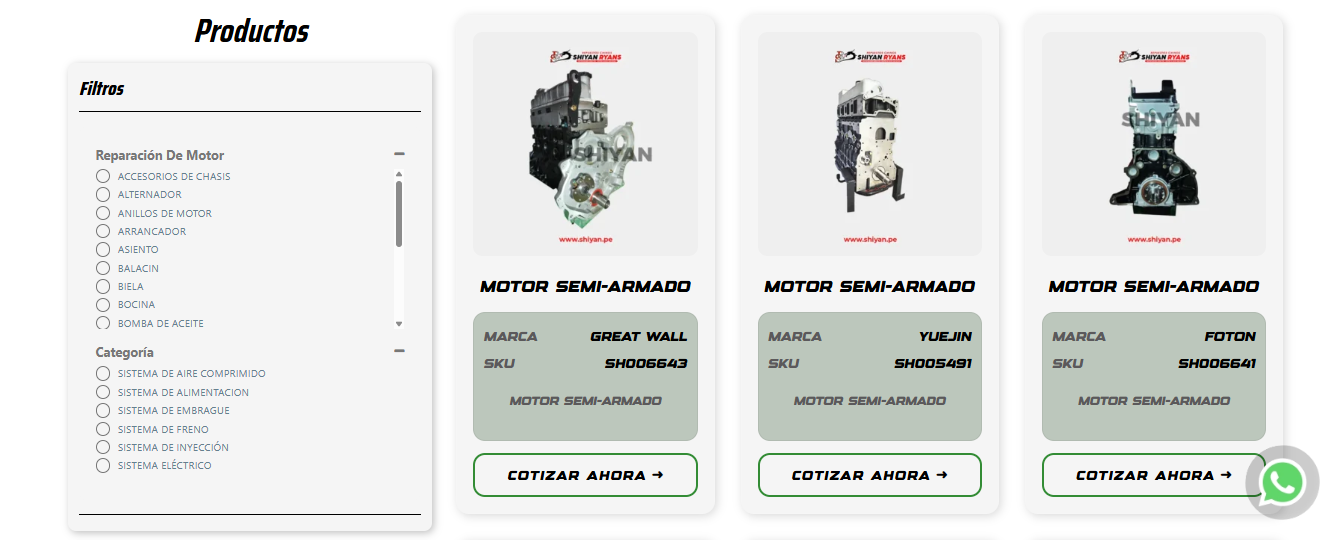 Productos
Filtros
Reparación De Motor
ACCESORIOS DE CHASIS
ALTERNADOR
ANILLOS DE MOTOR
ARRANCADOR
ASIENTO
BALACIN
BIELA
BOCINA
BOMBA DE ACEITE
Categoría
SISTEMA DE AIRE COMPRIMIDO
SISTEMA DE ALIMENTACION
SISTEMA DE EMBRAGUE
SISTEMA DE FRENO
SISTEMA DE INYECCIÓN
SISTEMA ELÉCTRICO
SHIYAN RYANS
SHIYAN
www.shiyan.pe
MOTOR SEMI-ARMADO
MARCA GREAT WALL
SKU SH006643
MOTOR SEMI-ARMADO
COTIZAR AHORA →
SHIYAN RYANS
www.shiyan.pe
MOTOR SEMI-ARMADO
MARCA YUEJIN
SKU SH005491
MOTOR SEMI-ARMADO
COTIZAR AHORA →
SHIYAN RYANS
SHIYAN
www.shiyan.pe
MOTOR SEMI-ARMADO
MARCA FOTON
SKU SH006641
MOTOR SEMI-ARMADO
COTIZAR AHORA →